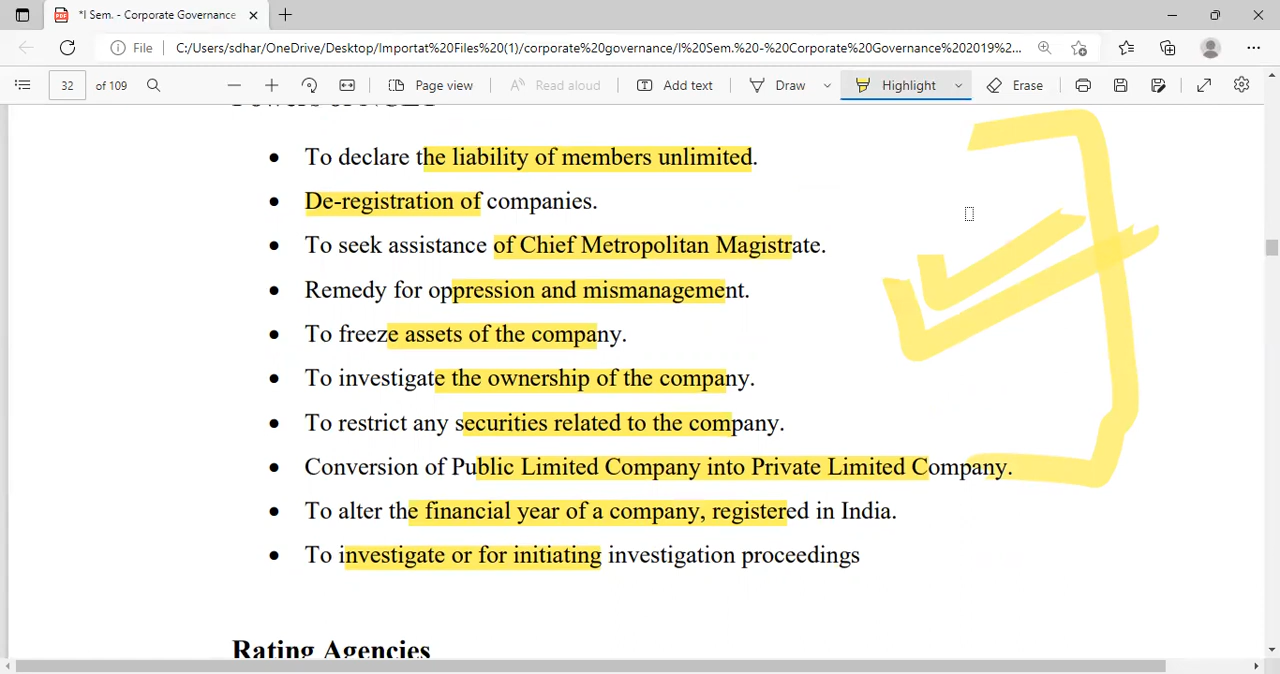 *I Sem. - Corporate Governance
File C:/Users/sdhar/OneDrive/Desktop/Importat%20Files%20(1)/corporate%20governance/I%20Sem.%20-%20Corporate%20Governance%202019%...
32 of 109 Page view Read aloud Add text Draw Highlight Erase
• To declare the liability of members unlimited.
• De-registration of companies.
• To seek assistance of Chief Metropolitan Magistrate.
• Remedy for oppression and mismanagement.
• To freeze assets of the company.
• To investigate the ownership of the company.
• To restrict any securities related to the company.
• Conversion of Public Limited Company into Private Limited Company.
• To alter the financial year of a company, registered in India.
• To investigate or for initiating investigation proceedings
Rating Agencies